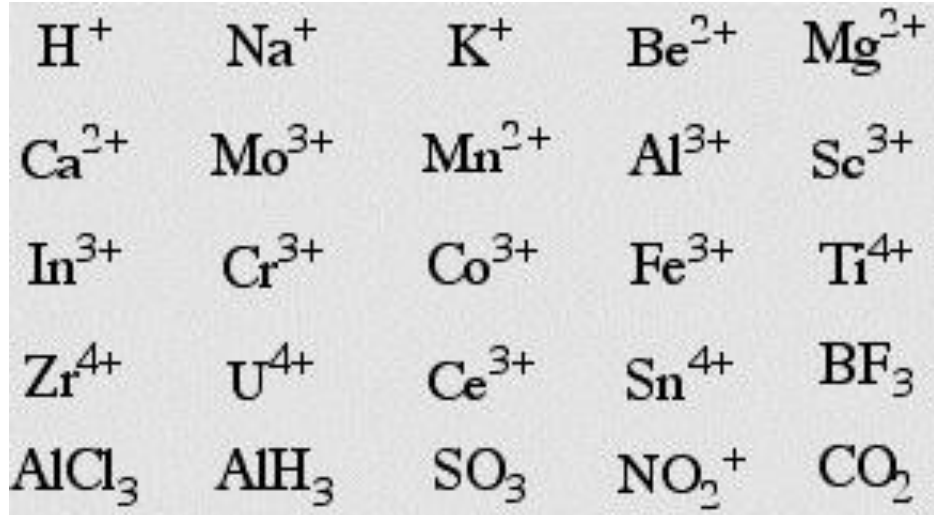 H⁺ Na⁺ K⁺ Be²⁺ Mg²⁺
Ca²⁺ Mo³⁺ Mn²⁺ Al³⁺ Sc³⁺
In³⁺ Cr³⁺ Co³⁺ Fe³⁺ Ti⁴⁺
Zr⁴⁺ U⁴⁺ Ce³⁺ Sn⁴⁺ BF₃
AlCl₃ AlH₃ SO₃ NO₂⁺ CO₂